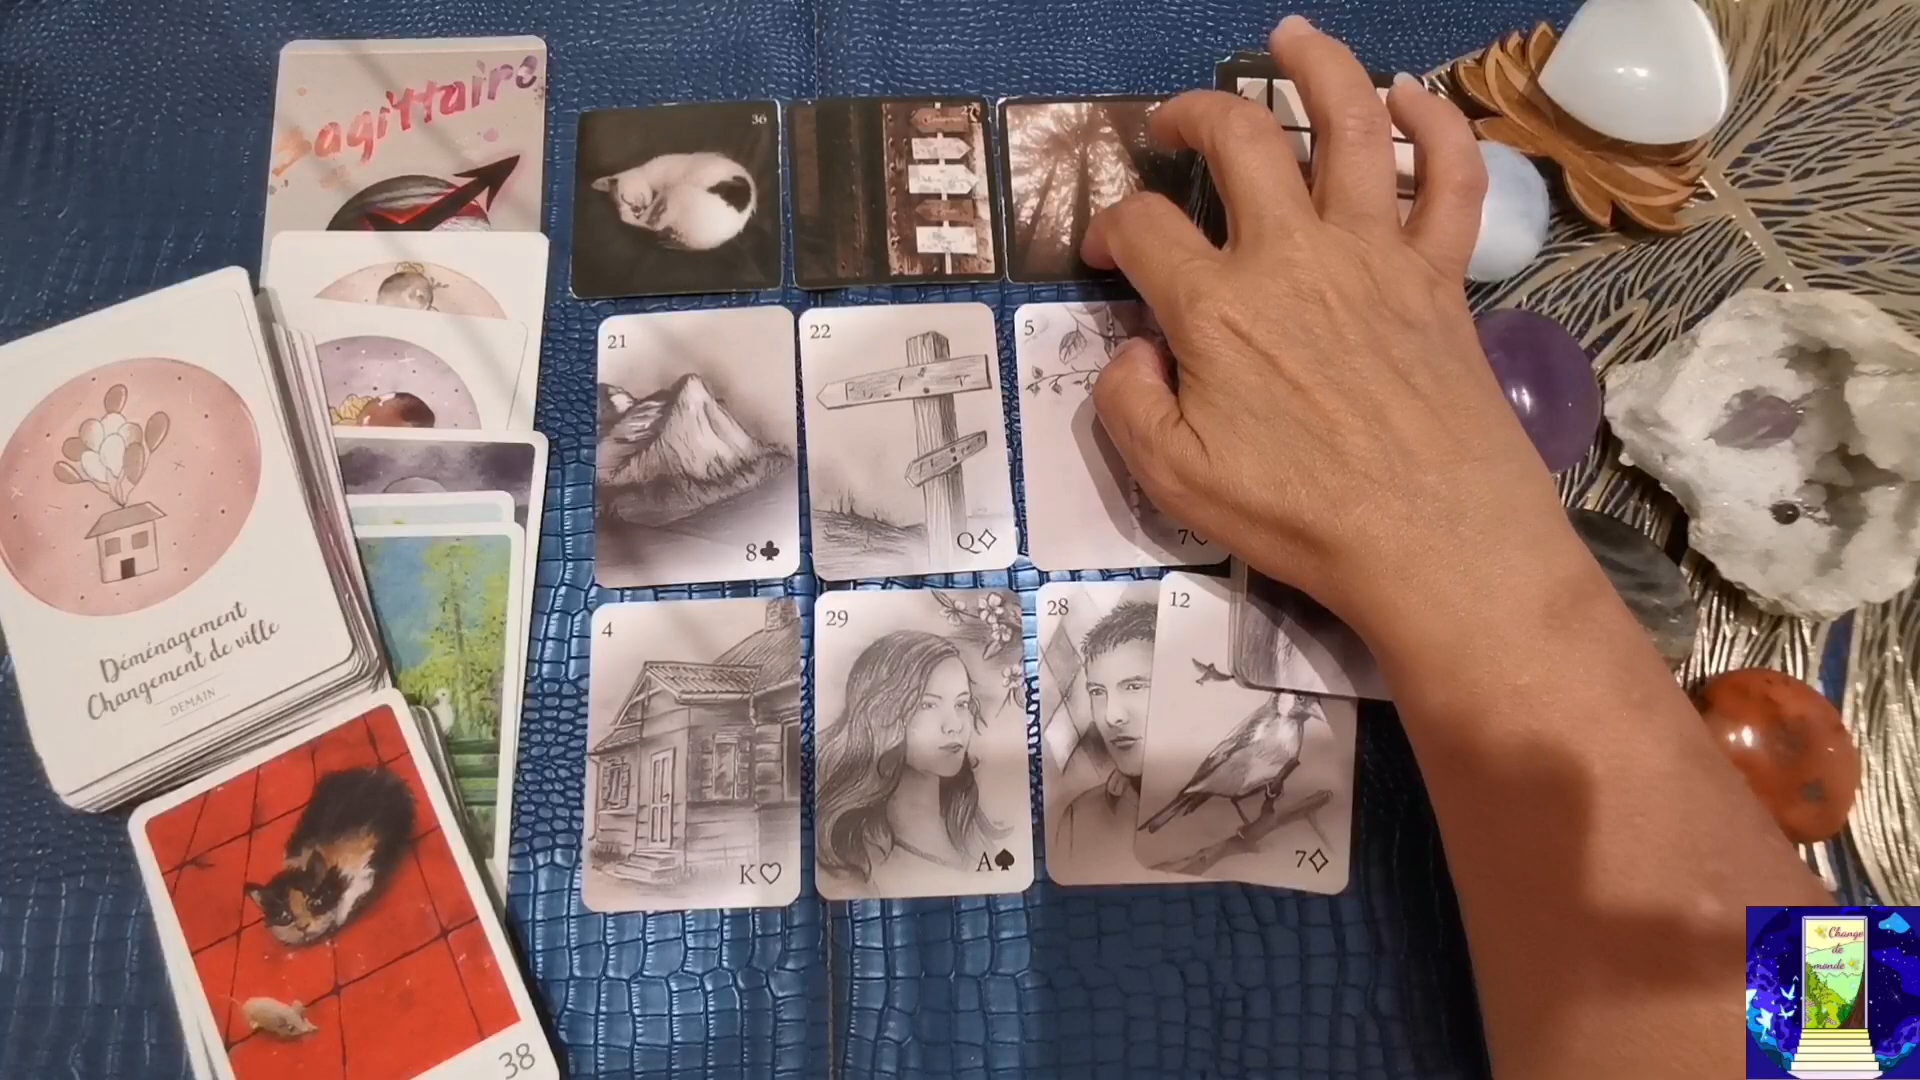 Sagittaire
36
27
21
8
22
Q
5
7
Déménagement
Changement de ville
DEMAIN
4
K
29
A
28
12
7
38
Change
de
monde